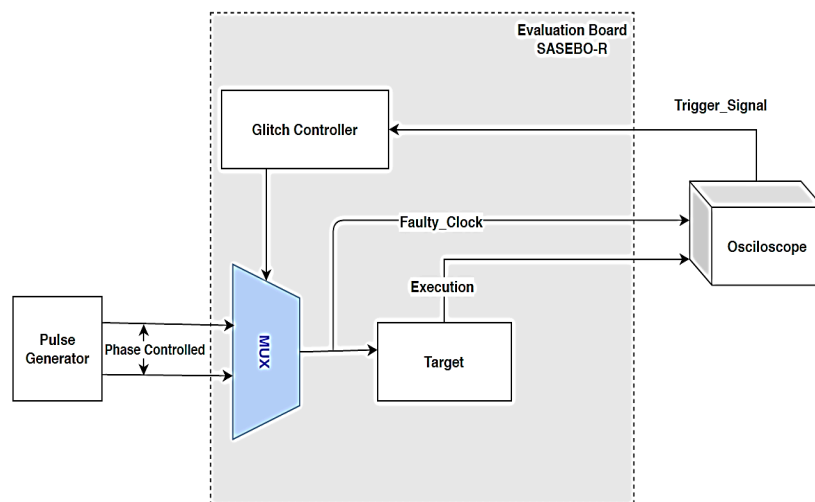 Evaluation Board
SASEBO-R
Trigger_Signal
Glitch Controller
Faulty_Clock
Osciloscope
Execution
Pulse
Generator
Phase Controlled
MUX
Target